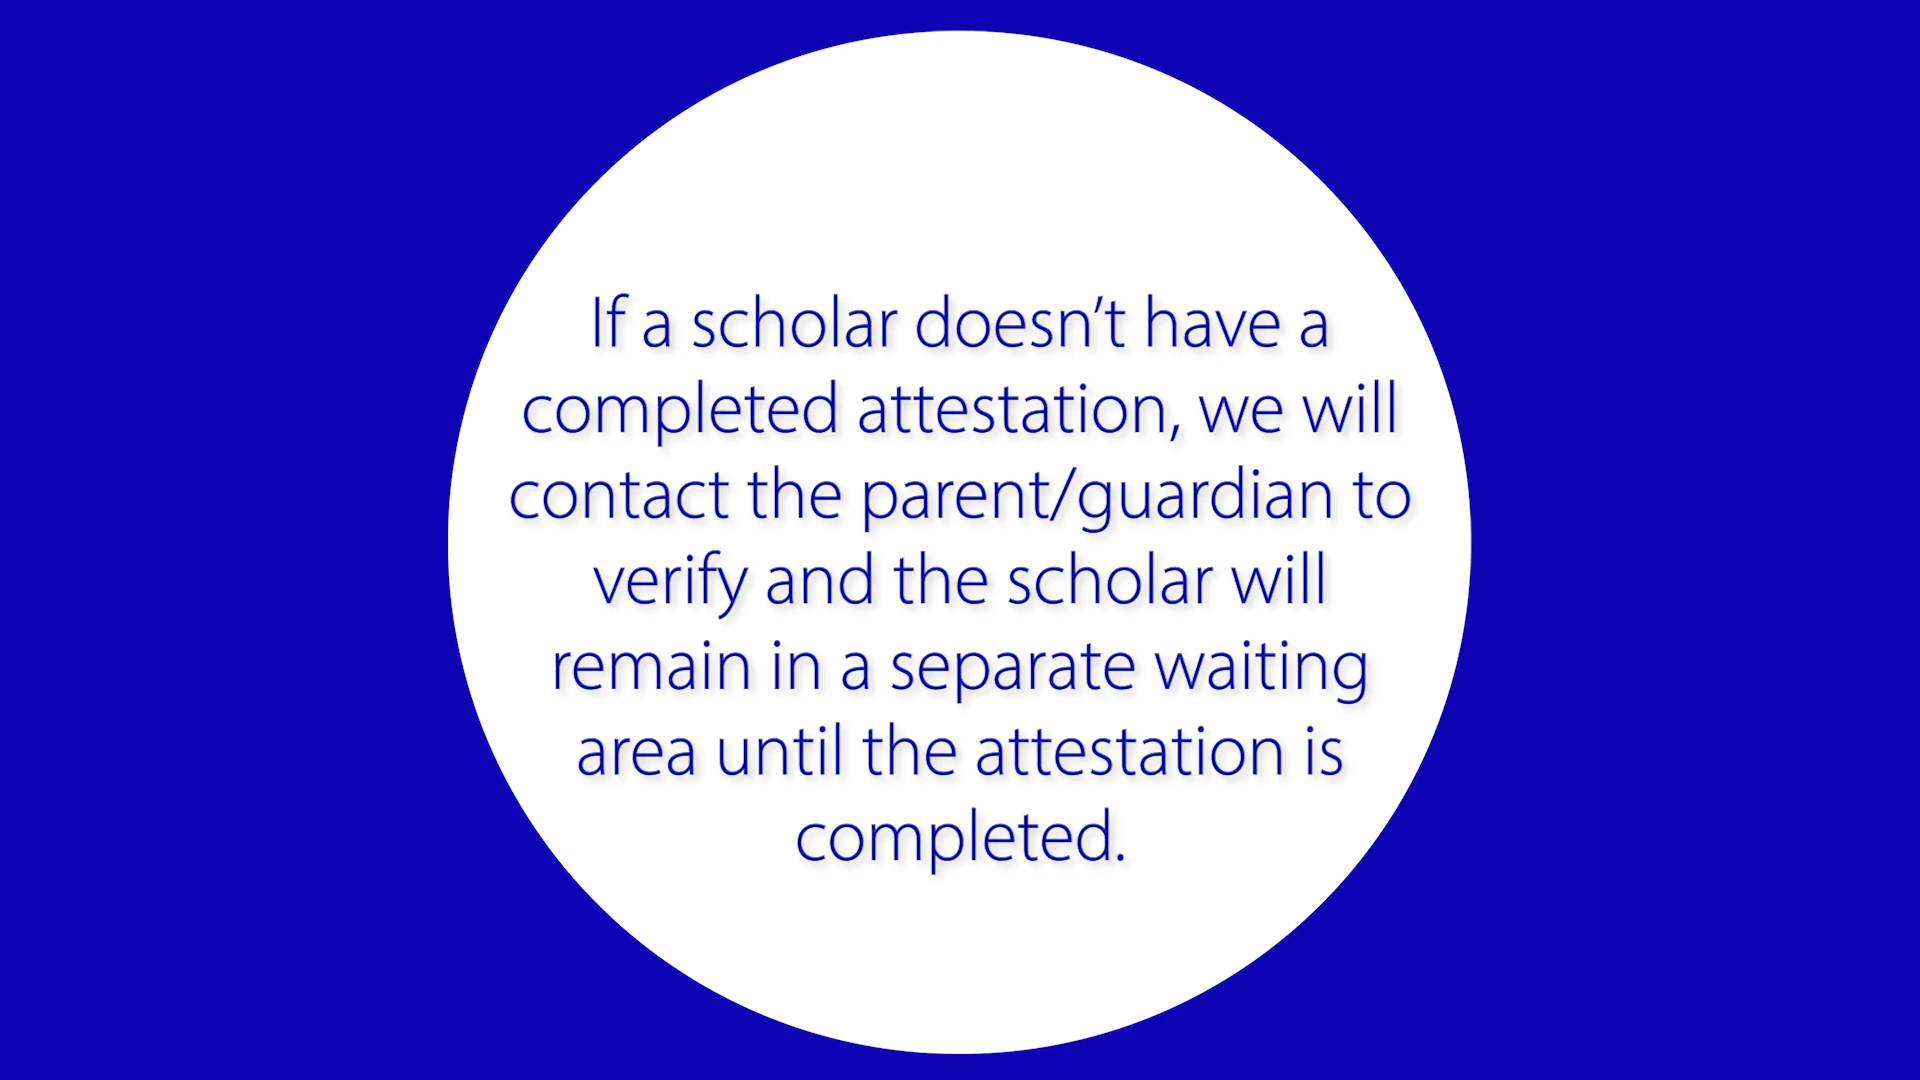 If a scholar doesn’t have a
completed attestation, we will
contact the parent/guardian to
verify and the scholar will
remain in a separate waiting
area until the attestation is
completed.